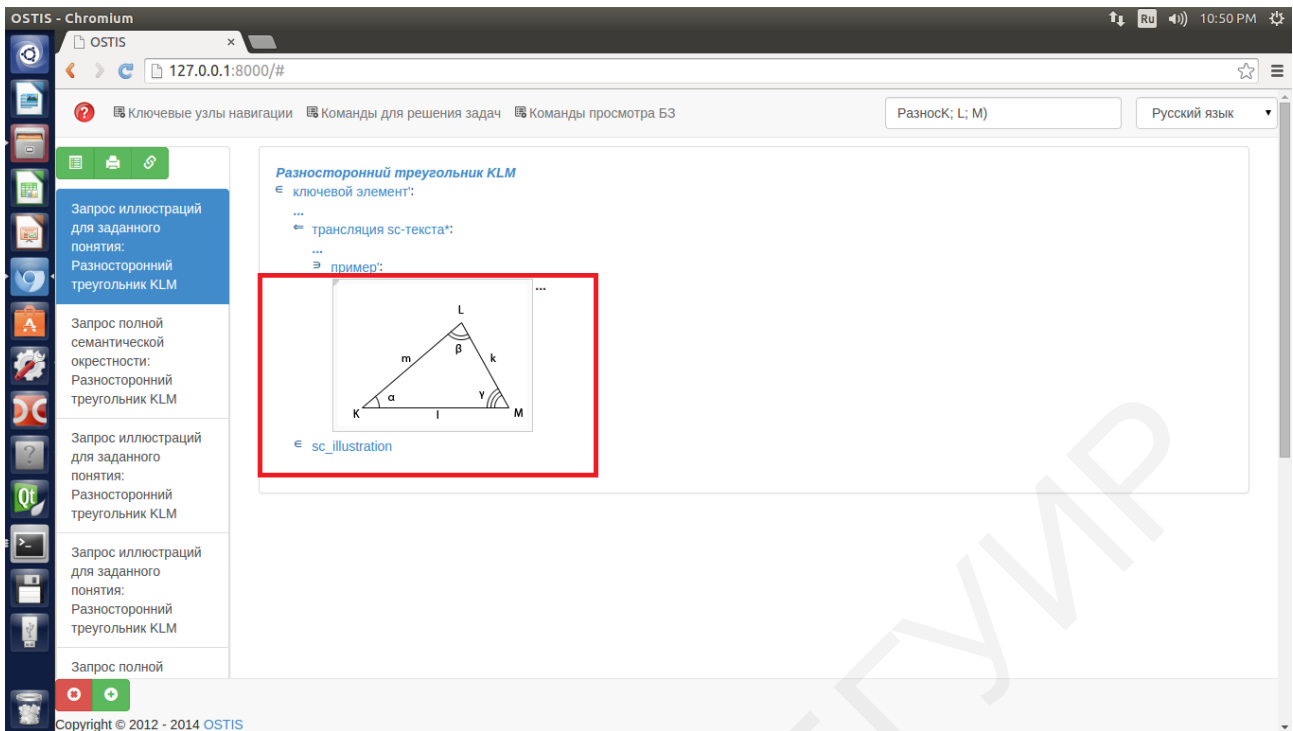 OSTIS - Chromium
Ru
10:50 PM
OSTIS ×
127.0.0.1:8000/#
? Ключевые узлы навигации Команды для решения задач Команды просмотра БЗ РазносК; L; M) Русский язык
Разносторонний треугольник KLM
∈ ключевой элемент':
...
⇐ трансляция sc-текста*:
...
∋ пример':
...
L
β
m
k
α
γ
K
l
M
∈ sc_illustration
Запрос иллюстраций
для заданного
понятия:
Разносторонний
треугольник KLM
Запрос полной
семантической
окрестности:
Разносторонний
треугольник KLM
Запрос иллюстраций
для заданного
понятия:
Разносторонний
треугольник KLM
Запрос иллюстраций
для заданного
понятия:
Разносторонний
треугольник KLM
Запрос полной
Copyright © 2012 - 2014 OSTIS
БГУИР